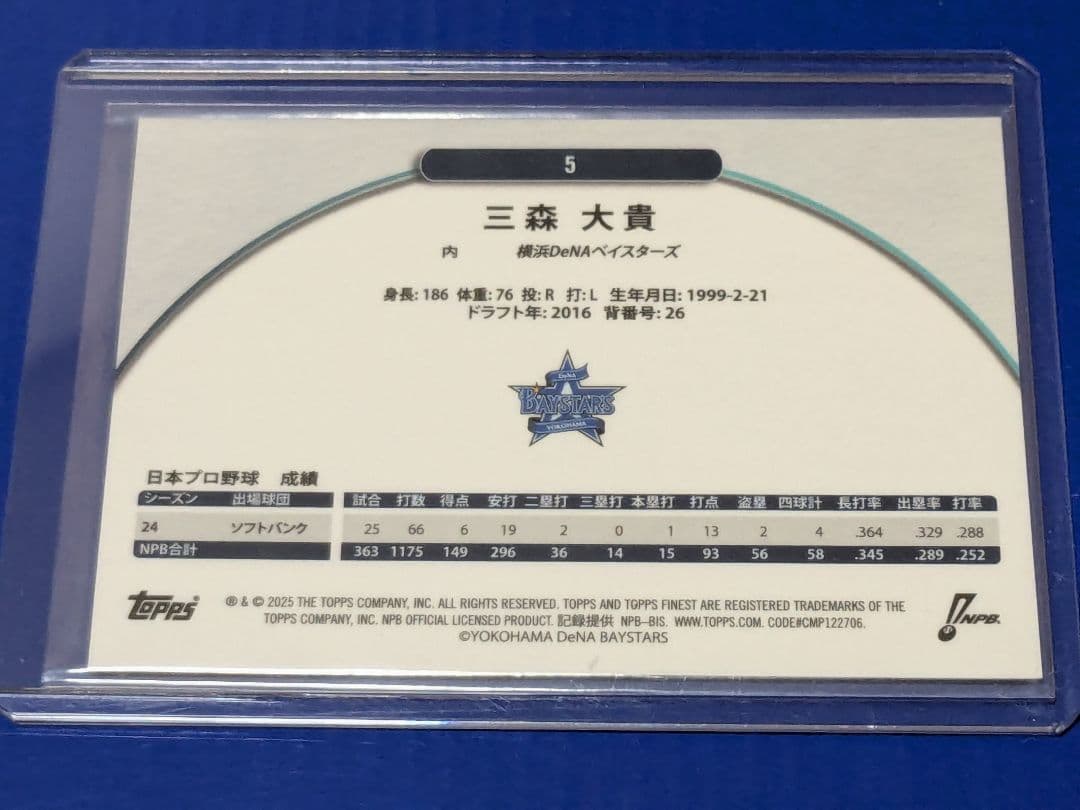 5
三森 大貴
内 横浜DeNAベイスターズ
身長: 186 体重: 76 投: R 打: L 生年月日: 1999-2-21
ドラフト年: 2016 背番号: 26
DeNA
BAYSTARS
YOKOHAMA
日本プロ野球 成績
シーズン 出場球団 試合 打数 得点 安打 二塁打 三塁打 本塁打 打点 盗塁 四球計 長打率 出塁率 打率
24 ソフトバンク 25 66 6 19 2 0 1 13 2 4 .364 .329 .288
NPB合計 363 1175 149 296 36 14 15 93 56 58 .345 .289 .252
Topps® ® & © 2025 THE TOPPS COMPANY, INC. ALL RIGHTS RESERVED. TOPPS AND TOPPS FINEST ARE REGISTERED TRADEMARKS OF THE
TOPPS COMPANY, INC. NPB OFFICIAL LICENSED PRODUCT. 記録提供 NPB–BIS. WWW.TOPPS.COM. CODE#CMP122706.
©YOKOHAMA DeNA BAYSTARS
NPB.